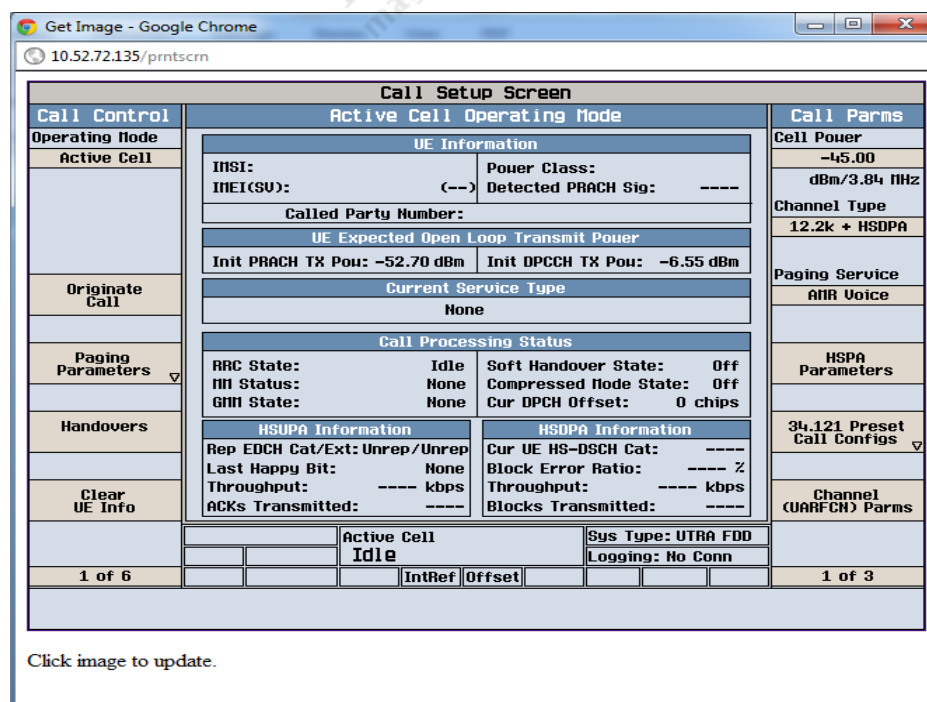 Get Image - Google Chrome
10.52.72.135/prntscrn
Call Setup Screen
Call Control
Operating Mode
Active Cell
Originate
Call
Paging
Parameters
Handovers
Clear
UE Info
1 of 6
Active Cell Operating Mode
UE Information
IMSI:
IMEI(SV): (--)
Power Class:
Detected PRACH Sig: ----
Called Party Number:
UE Expected Open Loop Transmit Power
Init PRACH TX Pow: -52.70 dBm
Init DPCCH TX Pow: -6.55 dBm
Current Service Type
None
Call Processing Status
RRC State: Idle
MM Status: None
GMM State: None
Soft Handover State: Off
Compressed Mode State: Off
Cur DPCH Offset: 0 chips
HSUPA Information
Rep EDCH Cat/Ext: Unrep/Unrep
Last Happy Bit: None
Throughput: ---- kbps
ACKs Transmitted: ----
HSDPA Information
Cur UE HS-DSCH Cat: ----
Block Error Ratio: ---- %
Throughput: ---- kbps
Blocks Transmitted: ----
Active Cell
Idle
Sys Type: UTRA FDD
Logging: No Conn
IntRef Offset
Call Parms
Cell Power
-45.00
dBm/3.84 MHz
Channel Type
12.2k + HSDPA
Paging Service
AMR Voice
HSPA
Parameters
34.121 Preset
Call Configs
Channel
(UARFCN) Parms
1 of 3
Click image to update.